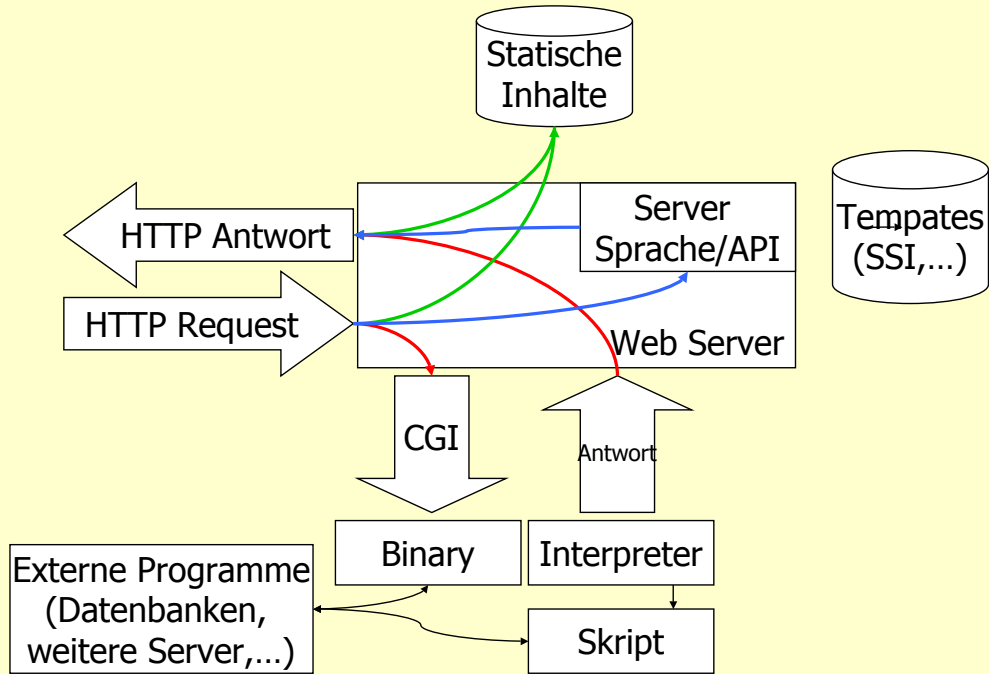 Statische
Inhalte
HTTP Antwort
Server
Sprache/API
Tempates
(SSI,...)
HTTP Request
Web Server
CGI
Antwort
Binary
Interpreter
Externe Programme
(Datenbanken,
weitere Server,...)
Skript